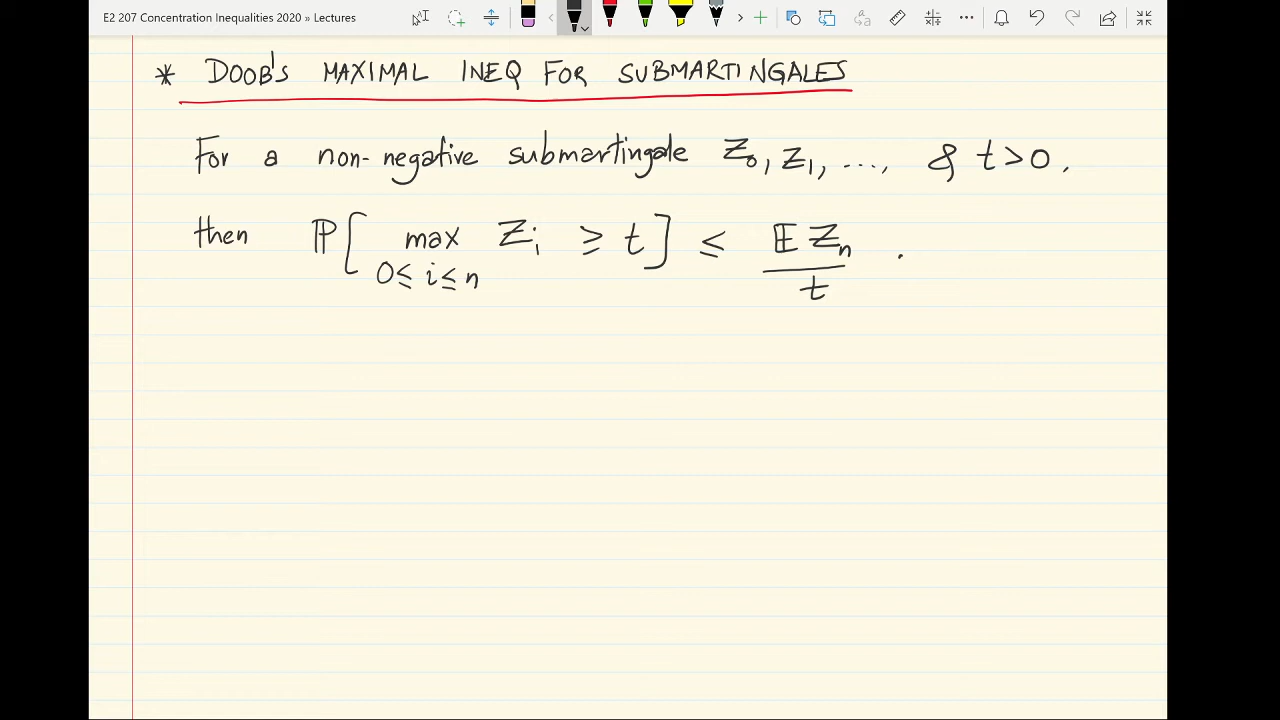 E2 207 Concentration Inequalities 2020 » Lectures
* DOOB'S MAXIMAL INEQ FOR SUBMARTINGALES
For a non-negative submartingale Z₀, Z₁, ..., & t>0,
then ℙ[ max Zᵢ ≥ t ] ≤ 𝔼 Zₙ .
0≤ i ≤ n t